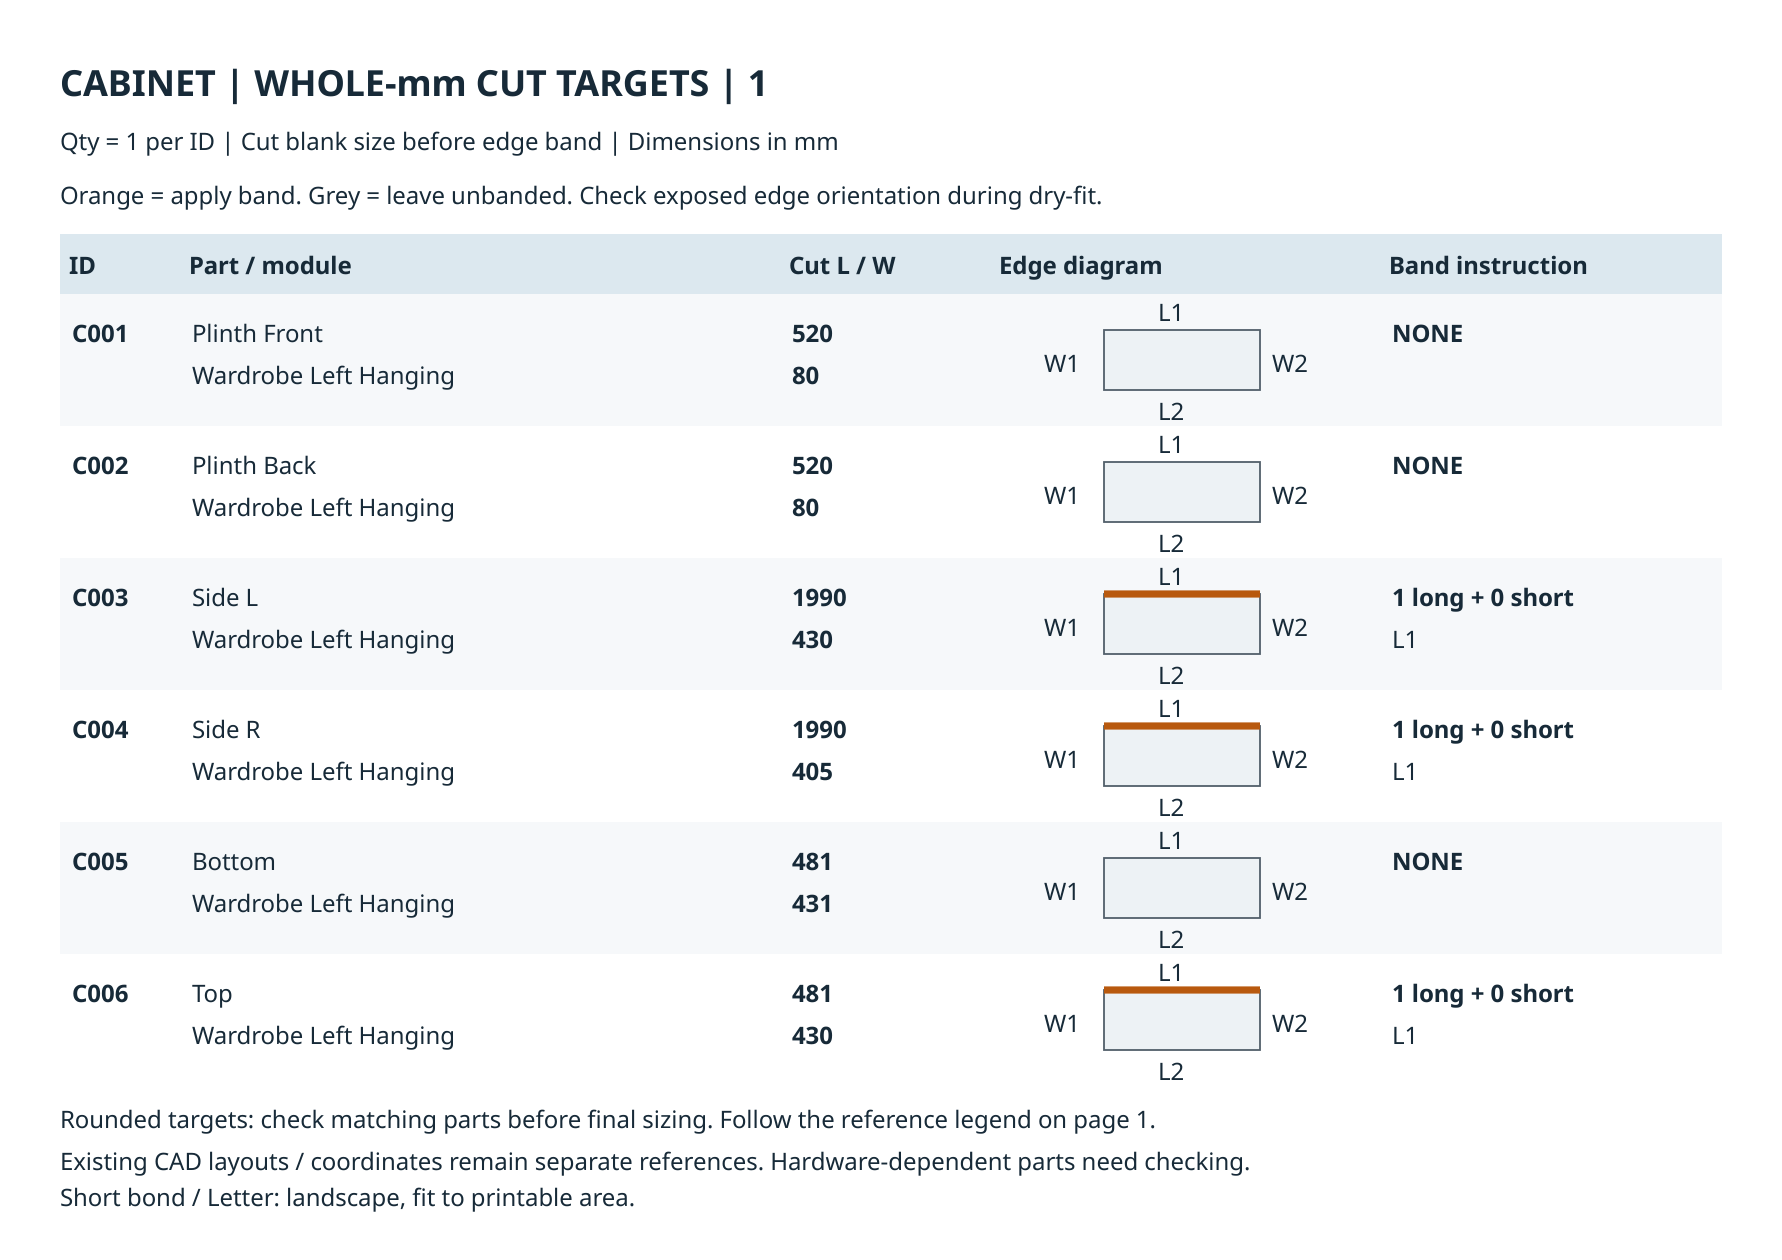 CABINET | WHOLE-mm CUT TARGETS | 1
Qty = 1 per ID | Cut blank size before edge band | Dimensions in mm
Orange = apply band. Grey = leave unbanded. Check exposed edge orientation during dry-fit.
ID Part / module Cut L / W Edge diagram Band instruction
L1
C001 Plinth Front 520 NONE
W1 W2
Wardrobe Left Hanging 80
L2
L1
C002 Plinth Back 520 NONE
W1 W2
Wardrobe Left Hanging 80
L2
L1
C003 Side L 1990 1 long + 0 short
W1 W2
Wardrobe Left Hanging 430 L1
L2
L1
C004 Side R 1990 1 long + 0 short
W1 W2
Wardrobe Left Hanging 405 L1
L2
L1
C005 Bottom 481 NONE
W1 W2
Wardrobe Left Hanging 431
L2
L1
C006 Top 481 1 long + 0 short
W1 W2
Wardrobe Left Hanging 430 L1
L2
Rounded targets: check matching parts before final sizing. Follow the reference legend on page 1.
Existing CAD layouts / coordinates remain separate references. Hardware-dependent parts need checking.
Short bond / Letter: landscape, fit to printable area.